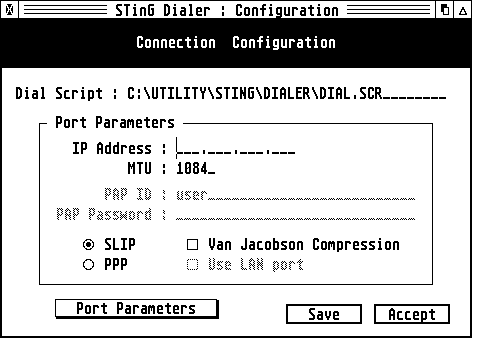 STinG Dialer : Configuration
Connection Configuration
Dial Script : C:\UTILITY\STING\DIALER\DIAL.SCR________
Port Parameters
IP Address : ___.___.___.___
MTU : 1084_
PAP ID : user
PAP Password :
SLIP Van Jacobson Compression
PPP Use LAN port
Port Parameters Save Accept